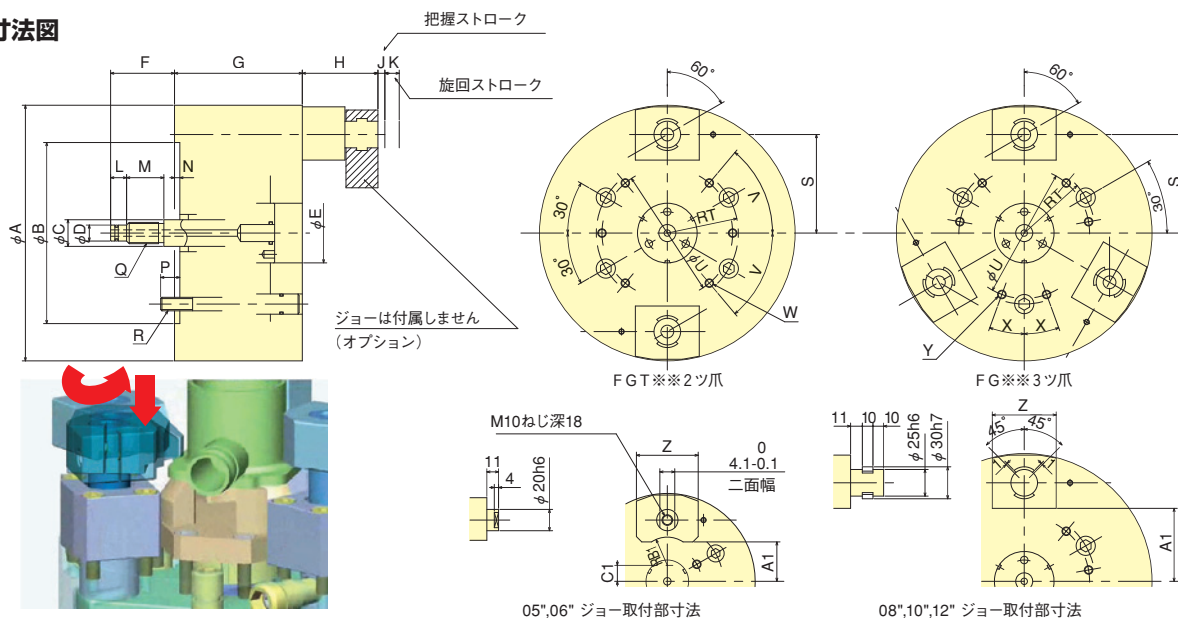 寸法図
把握ストローク
旋回ストローク
F
G
H
J
K
L
M
N
φA
φB
φC
φD
φE
P
Q
R
ジョーは付属しません
(オプション)
60°
S
30°
30°
V
V
RT
φU
W
FGT※※2ツ爪
60°
S
30°
RT
φU
X
X
Y
FG※※3ツ爪
M10ねじ深18
11
4
φ20h6
Z
0
4.1-0.1
二面幅
RB1
C1
A1
05",06" ジョー取付部寸法
11
10
10
φ25h6
φ30h7
Z
45°
45°
A1
08",10",12" ジョー取付部寸法